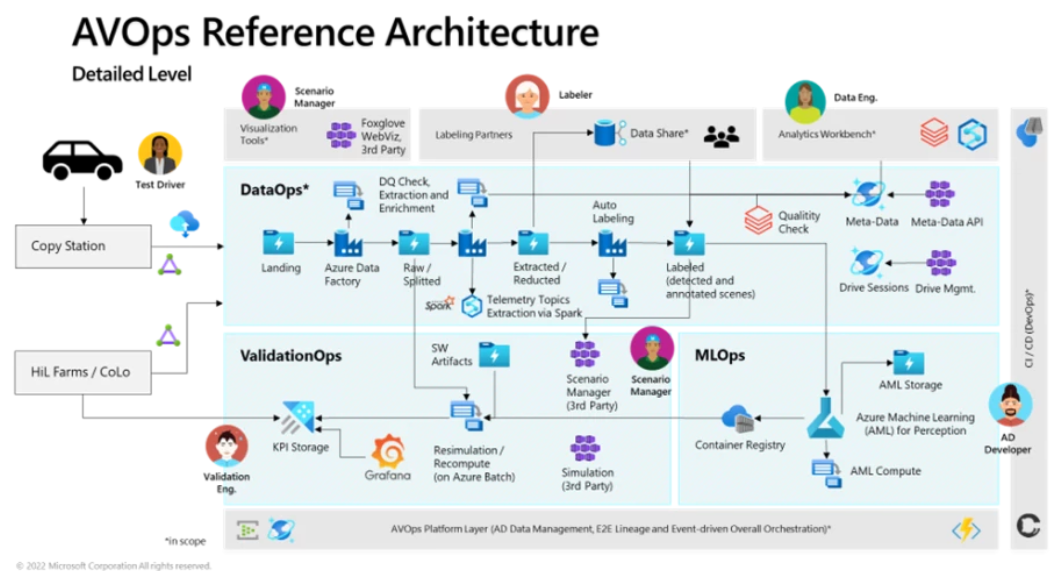 AVOps Reference Architecture
Detailed Level
Scenario
Manager
Labeler
Data Eng.
Visualization
Tools*
Foxglove
WebViz,
3rd Party
Labeling Partners
Data Share*
Analytics Workbench*
Test Driver
DataOps*
DQ Check,
Extraction and
Enrichment
Auto
Labeling
Qualitity
Check
Meta-Data
Meta-Data API
Copy Station
Landing
Azure Data
Factory
Raw /
Splitted
Extracted /
Reducted
Labeled
(detected and
annotated scenes)
Drive Sessions
Drive Mgmt.
Spark
Telemetry Topics
Extraction via Spark
CI / CD (DevOps)*
ValidationOps
SW
Artifacts
Scenario
Manager
(3rd Party)
Scenario
Manager
MLOps
AML Storage
HiL Farms / CoLo
KPI Storage
Grafana
Resimulation /
Recompute
(on Azure Batch)
Simulation
(3rd Party)
Container Registry
Azure Machine Learning
(AML) for Perception
AML Compute
AD
Developer
Validation
Eng.
AVOps Platform Layer (AD Data Management, E2E Lineage and Event-driven Overall Orchestration)*
*in scope
© 2022 Microsoft Corporation All rights reserved.